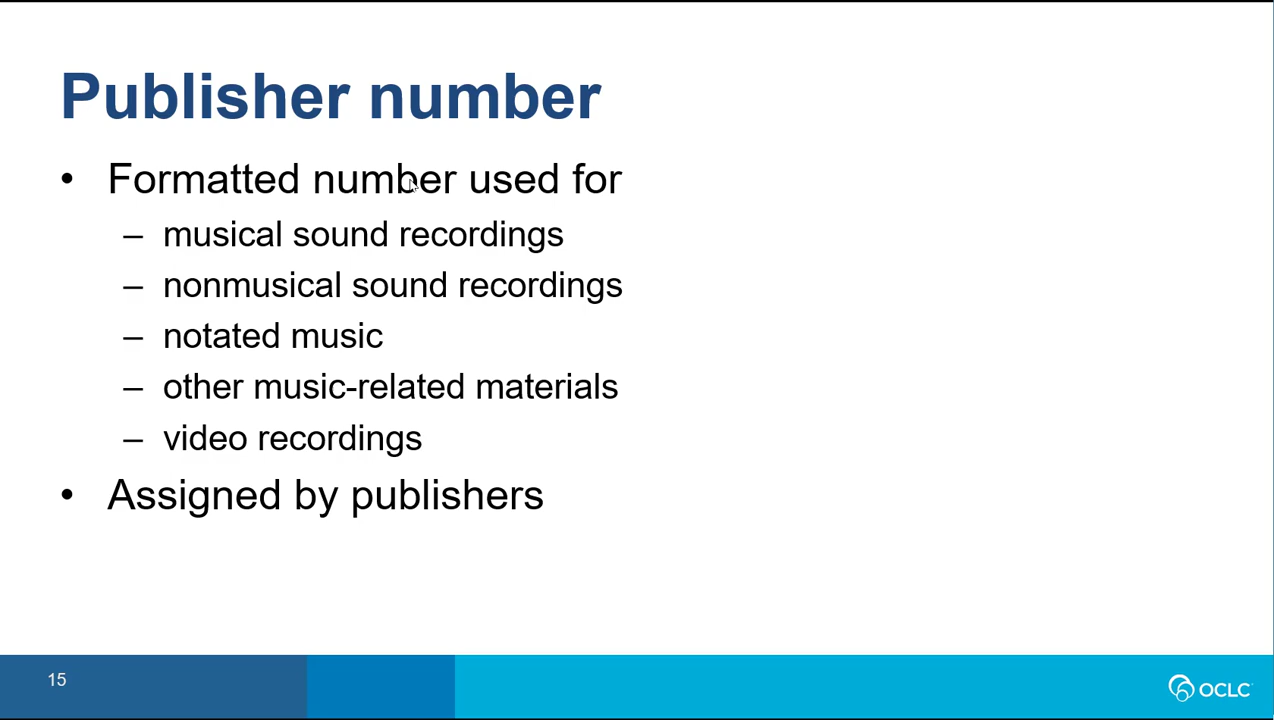 Publisher number
• Formatted number used for
– musical sound recordings
– nonmusical sound recordings
– notated music
– other music-related materials
– video recordings
• Assigned by publishers
15
OCLC